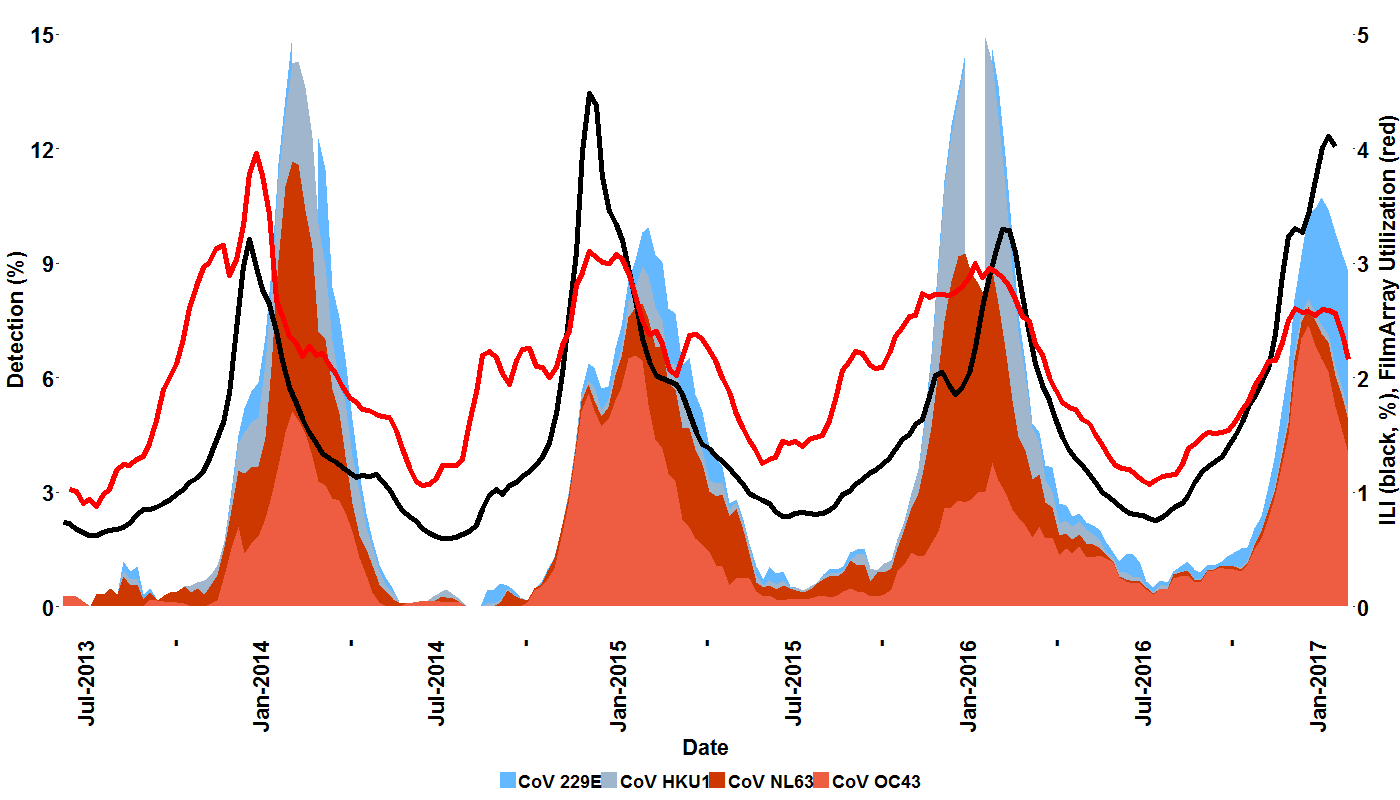 Detection (%)
15
12
9
6
3
0
5
4
3
2
1
0
ILI (black, %), FilmArray Utilization (red)
Jul-2013
-
Jan-2014
-
Jul-2014
-
Jan-2015
-
Jul-2015
-
Jan-2016
-
Jul-2016
-
Jan-2017
Date
CoV 229E CoV HKU1 CoV NL63 CoV OC43